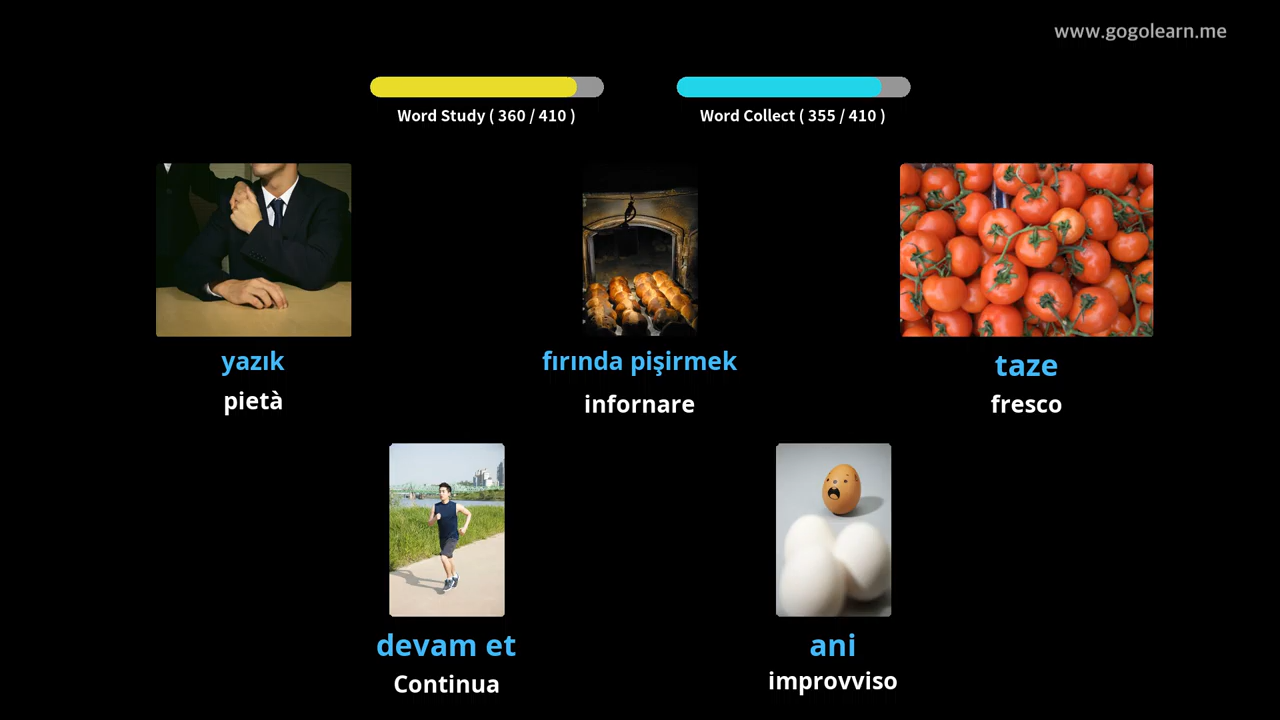 www.gogolearn.me
Word Study ( 360 / 410 )
Word Collect ( 355 / 410 )
yazık
pietà
fırında pişirmek
infornare
taze
fresco
devam et
Continua
ani
improvviso